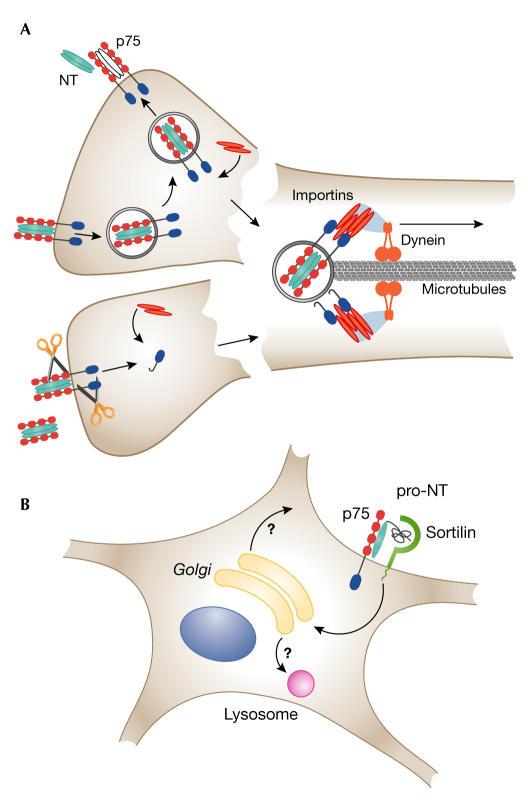 A
p75
NT
Importins
Dynein
Microtubules
B
pro-NT
p75
Sortilin
?
Golgi
?
Lysosome